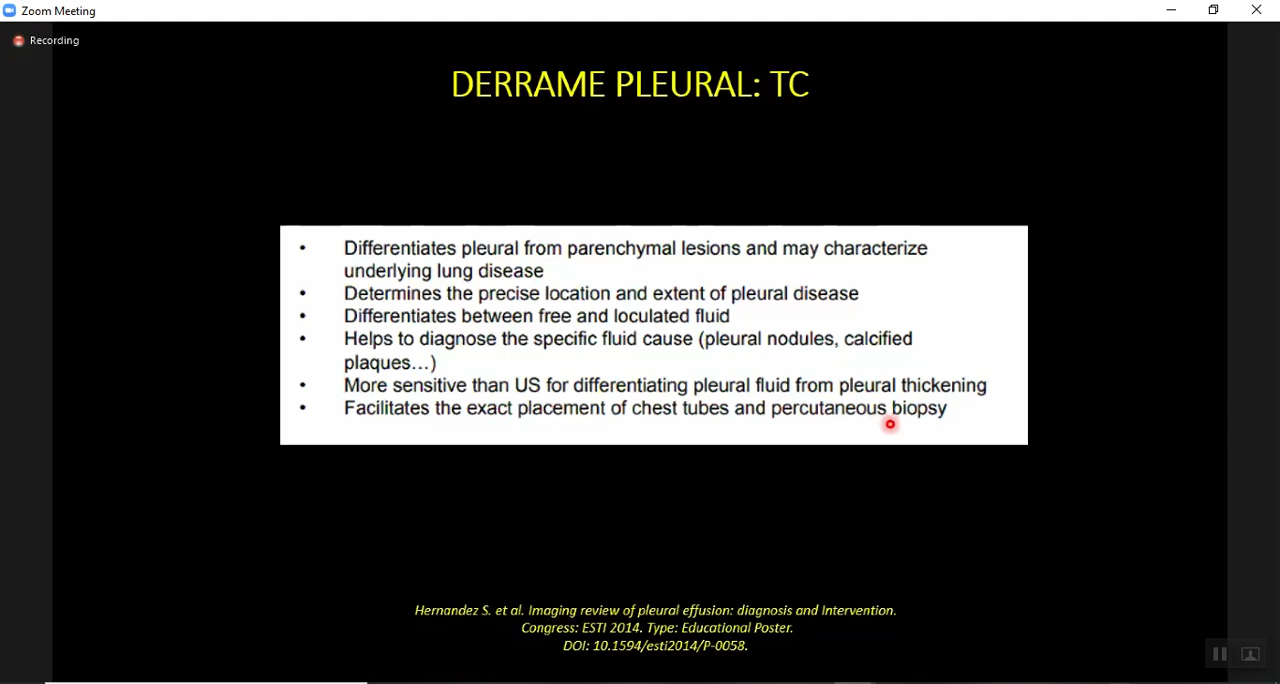 Zoom Meeting
Recording
DERRAME PLEURAL: TC
• Differentiates pleural from parenchymal lesions and may characterize
underlying lung disease
• Determines the precise location and extent of pleural disease
• Differentiates between free and loculated fluid
• Helps to diagnose the specific fluid cause (pleural nodules, calcified
plaques…)
• More sensitive than US for differentiating pleural fluid from pleural thickening
• Facilitates the exact placement of chest tubes and percutaneous biopsy
Hernandez S. et al. Imaging review of pleural effusion: diagnosis and Intervention.
Congress: ESTI 2014. Type: Educational Poster.
DOI: 10.1594/esti2014/P-0058.